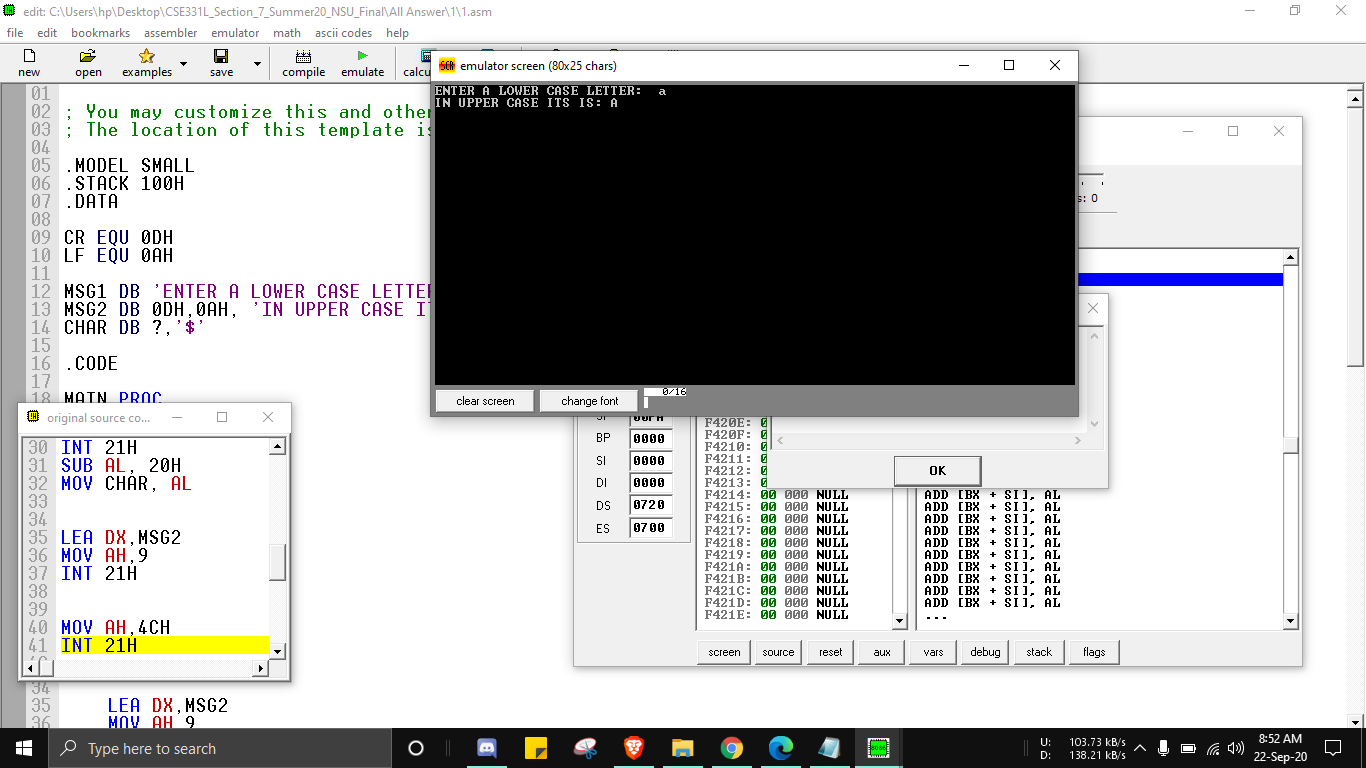 edit: C:\Users\hp\Desktop\CSE331L_Section_7_Summer20_NSU_Final\All Answer\1\1.asm
file edit bookmarks assembler emulator math ascii codes help
new open examples save compile emulate calcu
emulator screen (80x25 chars)
ENTER A LOWER CASE LETTER: a
IN UPPER CASE ITS IS: A
clear screen change font 0/16
01
02 ; You may customize this and othe
03 ; The location of this template is
04
05 .MODEL SMALL
06 .STACK 100H
07 .DATA
08
09 CR EQU 0DH
10 LF EQU 0AH
11
12 MSG1 DB 'ENTER A LOWER CASE LETTE
13 MSG2 DB 0DH,0AH, 'IN UPPER CASE I
14 CHAR DB ?,'$'
15
16 .CODE
17
18 MAIN PROC
original source co...
30 INT 21H
31 SUB AL, 20H
32 MOV CHAR, AL
33
34
35 LEA DX,MSG2
36 MOV AH,9
37 INT 21H
38
39
40 MOV AH,4CH
41 INT 21H
34
35 LEA DX,MSG2
36 MOV AH,9
' '
s: 0
SP 00FA
BP 0000
SI 0000
DI 0000
DS 0720
ES 0700
F420E: 0
F420F: 0
F4210: 0
F4211: 0
F4212: 0
F4213: 0
F4214: 00 000 NULL
F4215: 00 000 NULL
F4216: 00 000 NULL
F4217: 00 000 NULL
F4218: 00 000 NULL
F4219: 00 000 NULL
F421A: 00 000 NULL
F421B: 00 000 NULL
F421C: 00 000 NULL
F421D: 00 000 NULL
F421E: 00 000 NULL
OK
ADD [BX + SI], AL
ADD [BX + SI], AL
ADD [BX + SI], AL
ADD [BX + SI], AL
ADD [BX + SI], AL
ADD [BX + SI], AL
ADD [BX + SI], AL
ADD [BX + SI], AL
ADD [BX + SI], AL
ADD [BX + SI], AL
...
screen source reset aux vars debug stack flags
Type here to search
U: 103.73 kB/s
D: 138.21 kB/s
8:52 AM
22-Sep-20